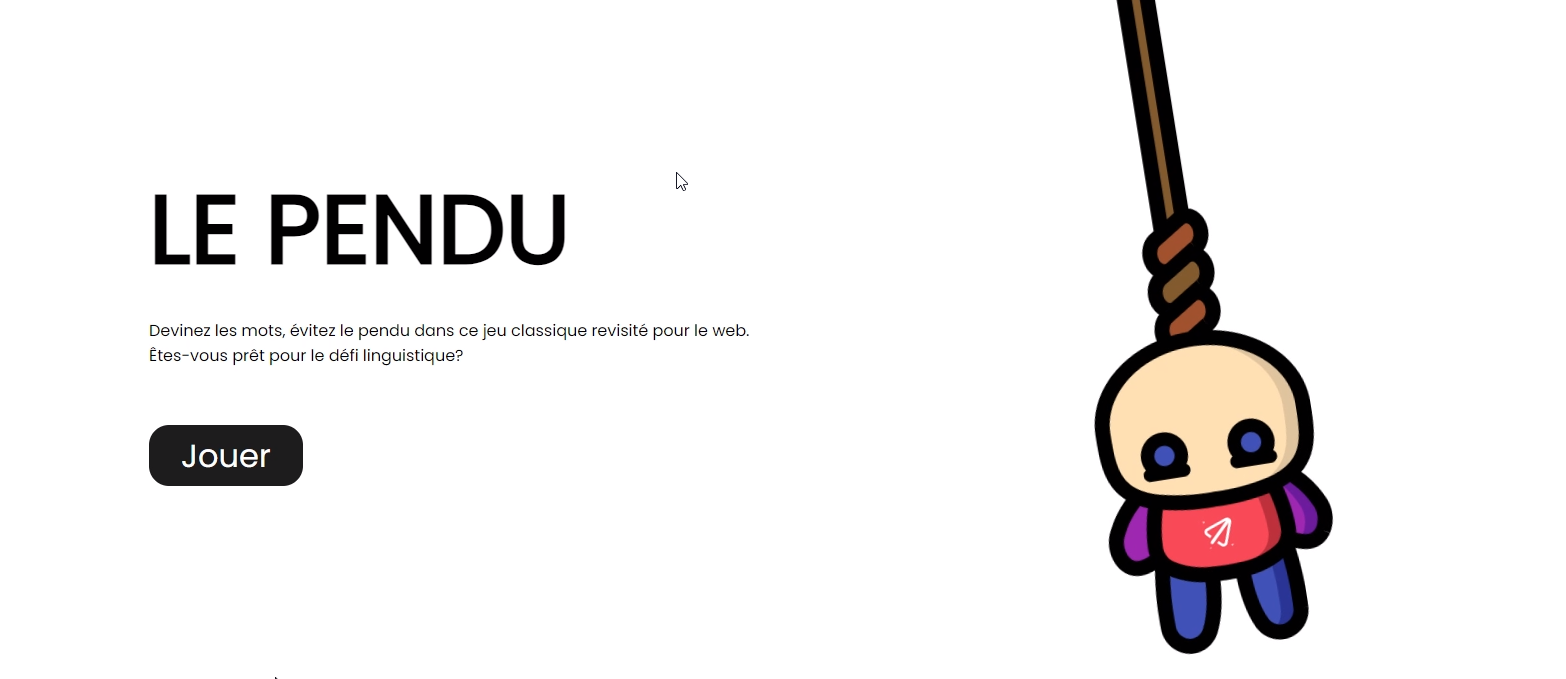 LE PENDU
Devinez les mots, évitez le pendu dans ce jeu classique revisité pour le web.
Êtes-vous prêt pour le défi linguistique?
Jouer